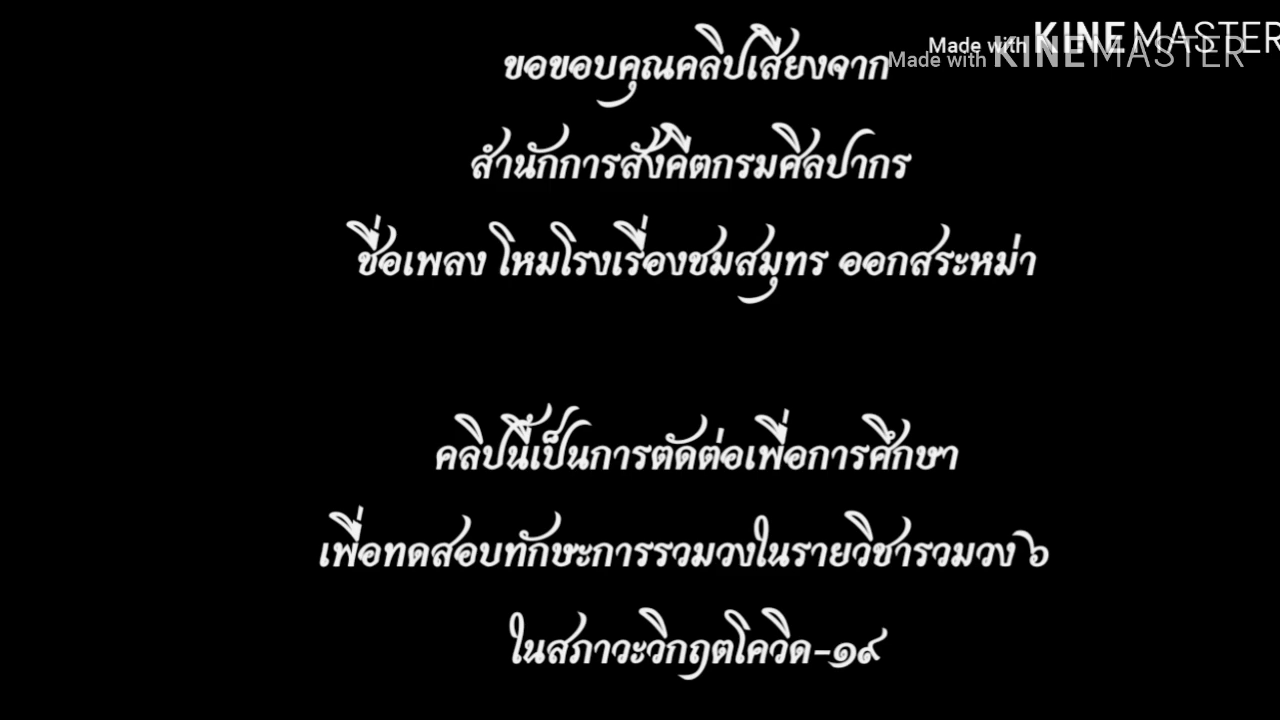 Made with KINEMASTER
Made with KINEMASTER
ขอขอบคุณคลิปเสียงจาก
สำนักการสังคีตกรมศิลปากร
ชื่อเพลง โหมโรงเรื่องชมสมุทร ออกสระหม่า
คลิปนี้เป็นการตัดต่อเพื่อการศึกษา
เพื่อทดสอบทักษะการรวมวงในรายวิชารวมวง ๖
ในสภาวะวิกฤตโควิด-๑๙